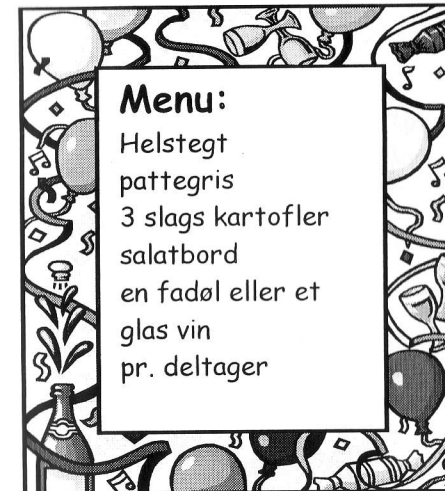 Menu:
Helstegt
pattegris
3 slags kartofler
salatbord
en fadøl eller et
glas vin
pr. deltager